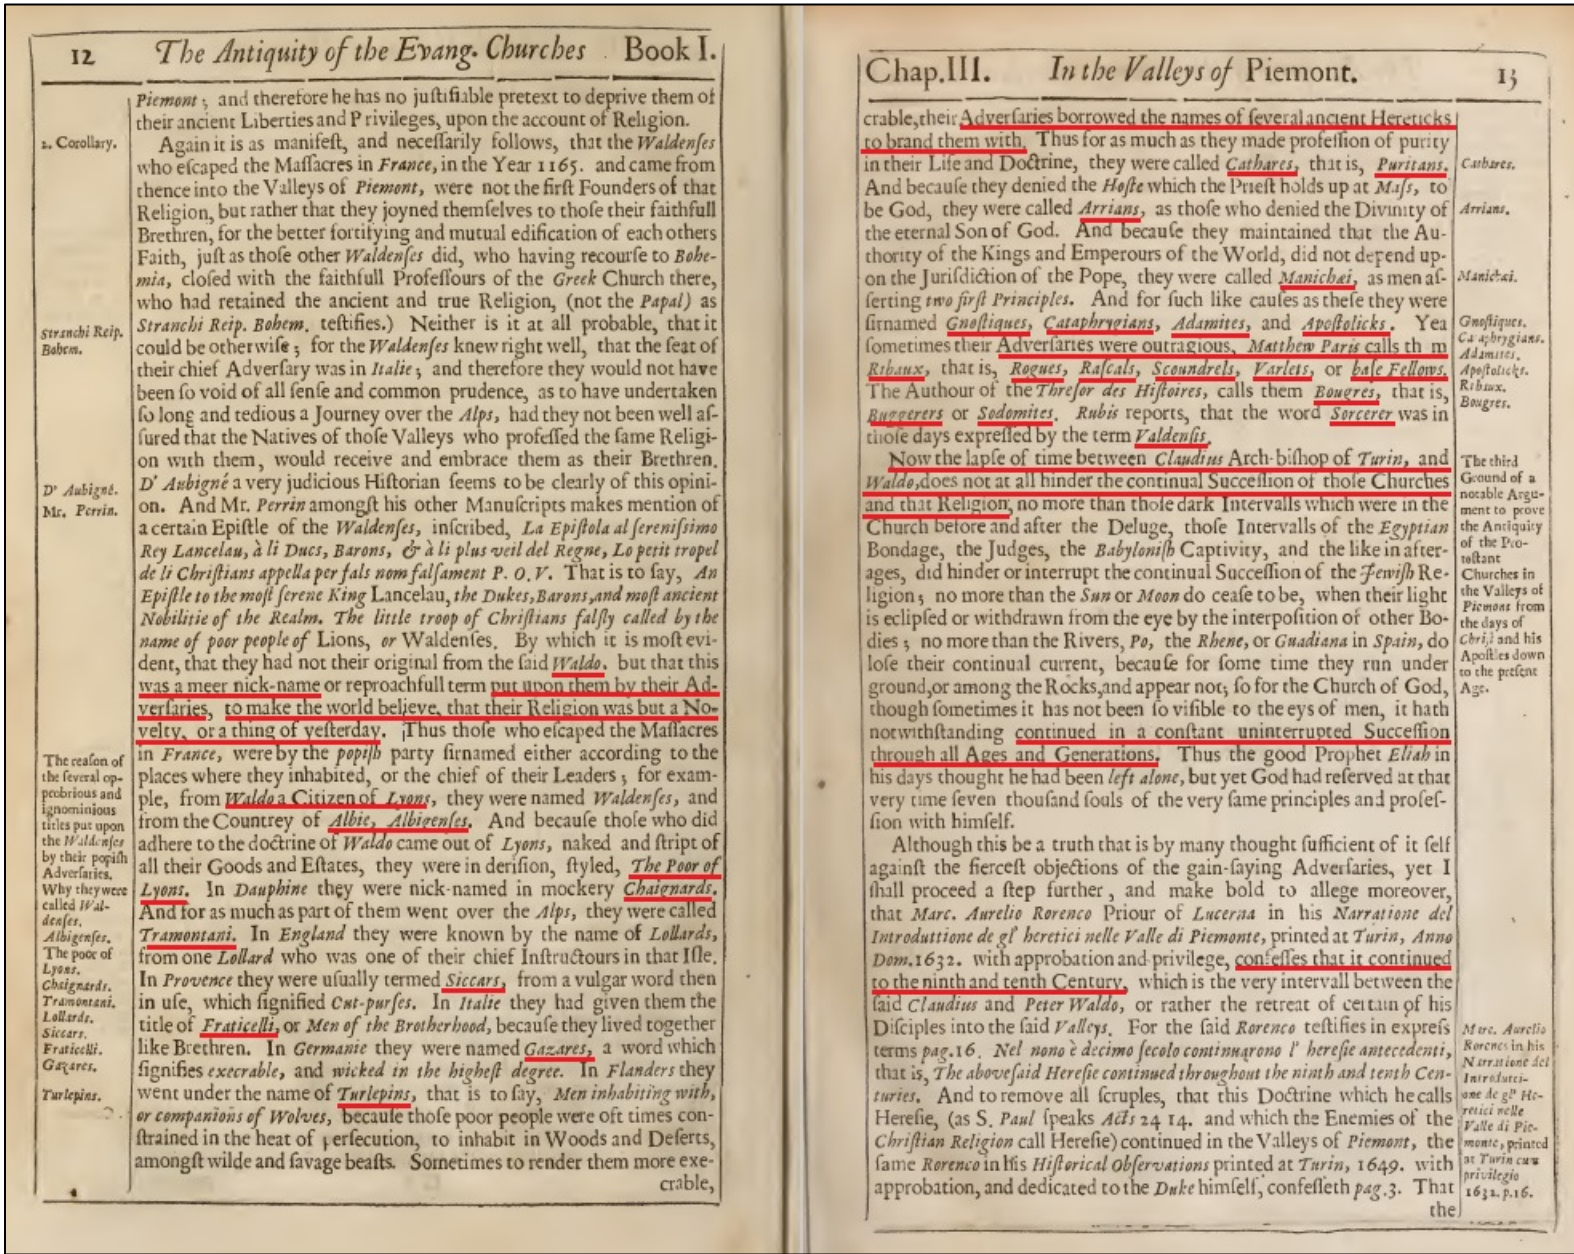 12 The Antiquity of the Evang. Churches Book I.
Piemont; and therefore he has no juſtifiable pretext to deprive them of
their ancient Liberties and Privileges, upon the account of Religion.
2. Corollary.
Again it is as manifeſt, and neceſſarily follows, that the Waldenſes
who eſcaped the Maſſacres in France, in the Year 1165. and came from
thence into the Valleys of Piemont, were not the firſt Founders of that
Religion, but rather that they joyned themſelves to thoſe their faithfull
Brethren, for the better fortifying and mutual edification of each others
Faith, juſt as thoſe other Waldenſes did, who having recourſe to Bohe-
mia, cloſed with the faithfull Profeſſours of the Greek Church there,
who had retained the ancient and true Religion, (not the Papal) as
Stranchi Reip. Bohem. teſtifies.) Neither is it at all probable, that it
Stranchi Reip.
Bohem.
could be otherwiſe; for the Waldenſes knew right well, that the ſeat of
their chief Adverſary was in Italie; and therefore they would not have
been ſo void of all ſenſe and common prudence, as to have undertaken
ſo long and tedious a Journey over the Alps, had they not been well aſ-
ſured that the Natives of thoſe Valleys who profeſſed the ſame Religi-
on with them, would receive and embrace them as their Brethren.
D' Aubigné.
Mr. Perrin.
D' Aubigné a very judicious Hiſtorian ſeems to be clearly of this opini-
on. And Mr. Perrin amongſt his other Manuſcripts makes mention of
a certain Epiſtle of the Waldenſes, inſcribed, La Epiſtola al ſereniſſimo
Rey Lancelau, à li Ducs, Barons, & à li plus veil del Regne, Lo petit tropel
de li Chriſtians appella per fals nom falſament P. O. V. That is to ſay, An
Epiſtle to the moſt ſerene King Lancelau, the Dukes, Barons, and moſt ancient
Nobilitie of the Realm. The little troop of Chriſtians falſly called by the
name of poor people of Lions, or Waldenſes. By which it is moſt evi-
dent, that they had not their original from the ſaid Waldo. but that this
was a meer nick-name or reproachfull term put upon them by their Ad-
verſaries, to make the world believe, that their Religion was but a No-
velty, or a thing of yeſterday. Thus thoſe who eſcaped the Maſſacres
in France, were by the popiſh party ſirnamed either according to the
places where they inhabited, or the chief of their Leaders; for exam-
ple, from Waldo a Citizen of Lyons, they were named Waldenſes, and
from the Countrey of Albie, Albigenſes. And becauſe thoſe who did
adhere to the doctrine of Waldo came out of Lyons, naked and ſtript of
all their Goods and Eſtates, they were in deriſion, ſtyled, The Poor of
Lyons. In Dauphine they were nick-named in mockery Chaignards.
And for as much as part of them went over the Alps, they were called
Tramontani. In England they were known by the name of Lollards,
from one Lollard who was one of their chief Inſtructours in that Iſle.
In Provence they were uſually termed Siccars, from a vulgar word then
in uſe, which ſignified Cut-purſes. In Italie they had given them the
title of Fraticelli, or Men of the Brotherhood, becauſe they lived together
like Brethren. In Germanie they were named Gazares, a word which
ſignifies execrable, and wicked in the higheſt degree. In Flanders they
went under the name of Turlepins, that is to ſay, Men inhabiting with,
or companions of Wolves, becauſe thoſe poor people were oft times con-
ſtrained in the heat of perſecution, to inhabit in Woods and Deſerts,
amongſt wilde and ſavage beaſts. Sometimes to render them more exe-
crable,
The reaſon of
the ſeveral op-
probrious and
ignominious
titles put upon
the Waldenſes
by their popiſh
Adverſaries.
Why they were
called Wal-
denſes.
Albigenſes.
The poor of
Lyons.
Chaignards.
Tramontani.
Lollards.
Siccars.
Fraticelli.
Gazares.
Turlepins.
Chap. III. In the Valleys of Piemont. 13
crable, their Adverſaries borrowed the names of ſeveral ancient Hereticks
to brand them with. Thus for as much as they made profeſſion of purity
in their Life and Doctrine, they were called Cathares, that is, Puritans.
And becauſe they denied the Hoſte which the Prieſt holds up at Maſs, to
be God, they were called Arrians, as thoſe who denied the Divinity of
the eternal Son of God. And becauſe they maintained that the Au-
thority of the Kings and Emperours of the World, did not depend up-
on the Juriſdiction of the Pope, they were called Manichæi, as men aſ-
ſerting two firſt Principles. And for ſuch like cauſes as theſe they were
ſirnamed Gnoſtiques, Cataphrygians, Adamites, and Apoſtolicks. Yea
ſometimes their Adverſaries were outragious, Matthew Paris calls th m
Ribaux, that is, Rogues, Raſcals, Scoundrels, Varlets, or baſe Fellows.
The Authour of the Threſor des Hiſtoires, calls them Bougres, that is,
Buggerers or Sodomites. Rubis reports, that the word Sorcerer was in
thoſe days expreſſed by the term Valdenſis.
Cathares.
Arrians.
Manichæi.
Gnoſtiques.
Cataphrygians.
Adamites.
Apoſtolicks.
Ribaux.
Bougres.
Now the lapſe of time between Claudius Arch-biſhop of Turin, and
Waldo, does not at all hinder the continual Succeſſion of thoſe Churches
and that Religion, no more than thoſe dark Intervalls which were in the
Church before and after the Deluge, thoſe Intervals of the Egyptian
Bondage, the Judges, the Babyloniſh Captivity, and the like in after-
ages, did hinder or interrupt the continual Succeſſion of the Jewiſh Re-
ligion; no more than the Sun or Moon do ceaſe to be, when their light
is eclipſed or withdrawn from the eye by the interpoſition of other Bo-
dies; no more than the Rivers, Po, the Rhene, or Guadiana in Spain, do
loſe their continual current, becauſe for ſome time they run under
ground, or among the Rocks, and appear not; ſo for the Church of God,
though ſometimes it has not been ſo viſible to the eys of men, it hath
notwithſtanding continued in a conſtant uninterrupted Succeſſion
through all Ages and Generations. Thus the good Prophet Eliah in
his days thought he had been left alone, but yet God had reſerved at that
very time ſeven thouſand ſouls of the very ſame principles and profeſ-
ſion with himſelf.
The third
Ground of a
notable Argu-
ment to prove
the Antiquity
of the Pro-
teſtant
Churches in
the Valleys of
Piemont from
the days of
Chriſt and his
Apoſtles down
to the preſent
Age.
Although this be a truth that is by many thought ſufficient of it ſelf
againſt the fierceſt objections of the gain-ſaying Adverſaries, yet I
ſhall proceed a ſtep further, and make bold to allege moreover,
that Marc. Aurelio Rorenco Priour of Lucerna in his Narratione del
Introduttione de gl' heretici nelle Valle di Piemonte, printed at Turin, Anno
Dom. 1632. with approbation and privilege, confeſſes that it continued
to the ninth and tenth Century, which is the very intervall between the
ſaid Claudius and Peter Waldo, or rather the retreat of certain of his
Diſciples into the ſaid Valleys. For the ſaid Rorenco teſtifies in expreſs
terms pag. 16. Nel nono è decimo ſecolo continuarono l' hereſie antecedenti,
that is, The aboveſaid Hereſie continued throughout the ninth and tenth Cen-
turies. And to remove all ſcruples, that this Doctrine which he calls
Hereſie, (as S. Paul ſpeaks Acts 24 14. and which the Enemies of the
Chriſtian Religion call Hereſie) continued in the Valleys of Piemont, the
ſame Rorenco in his Hiſtorical Obſervations printed at Turin, 1649. with
approbation, and dedicated to the Duke himſelf, confeſſeth pag. 3. That
the
Marc. Aurelio
Rorenco in his
Narratione del
Introdutti-
one de gl' He-
retici nelle
Valle di Pie-
monte, printed
at Turin cum
privilegio
1632. p. 16.